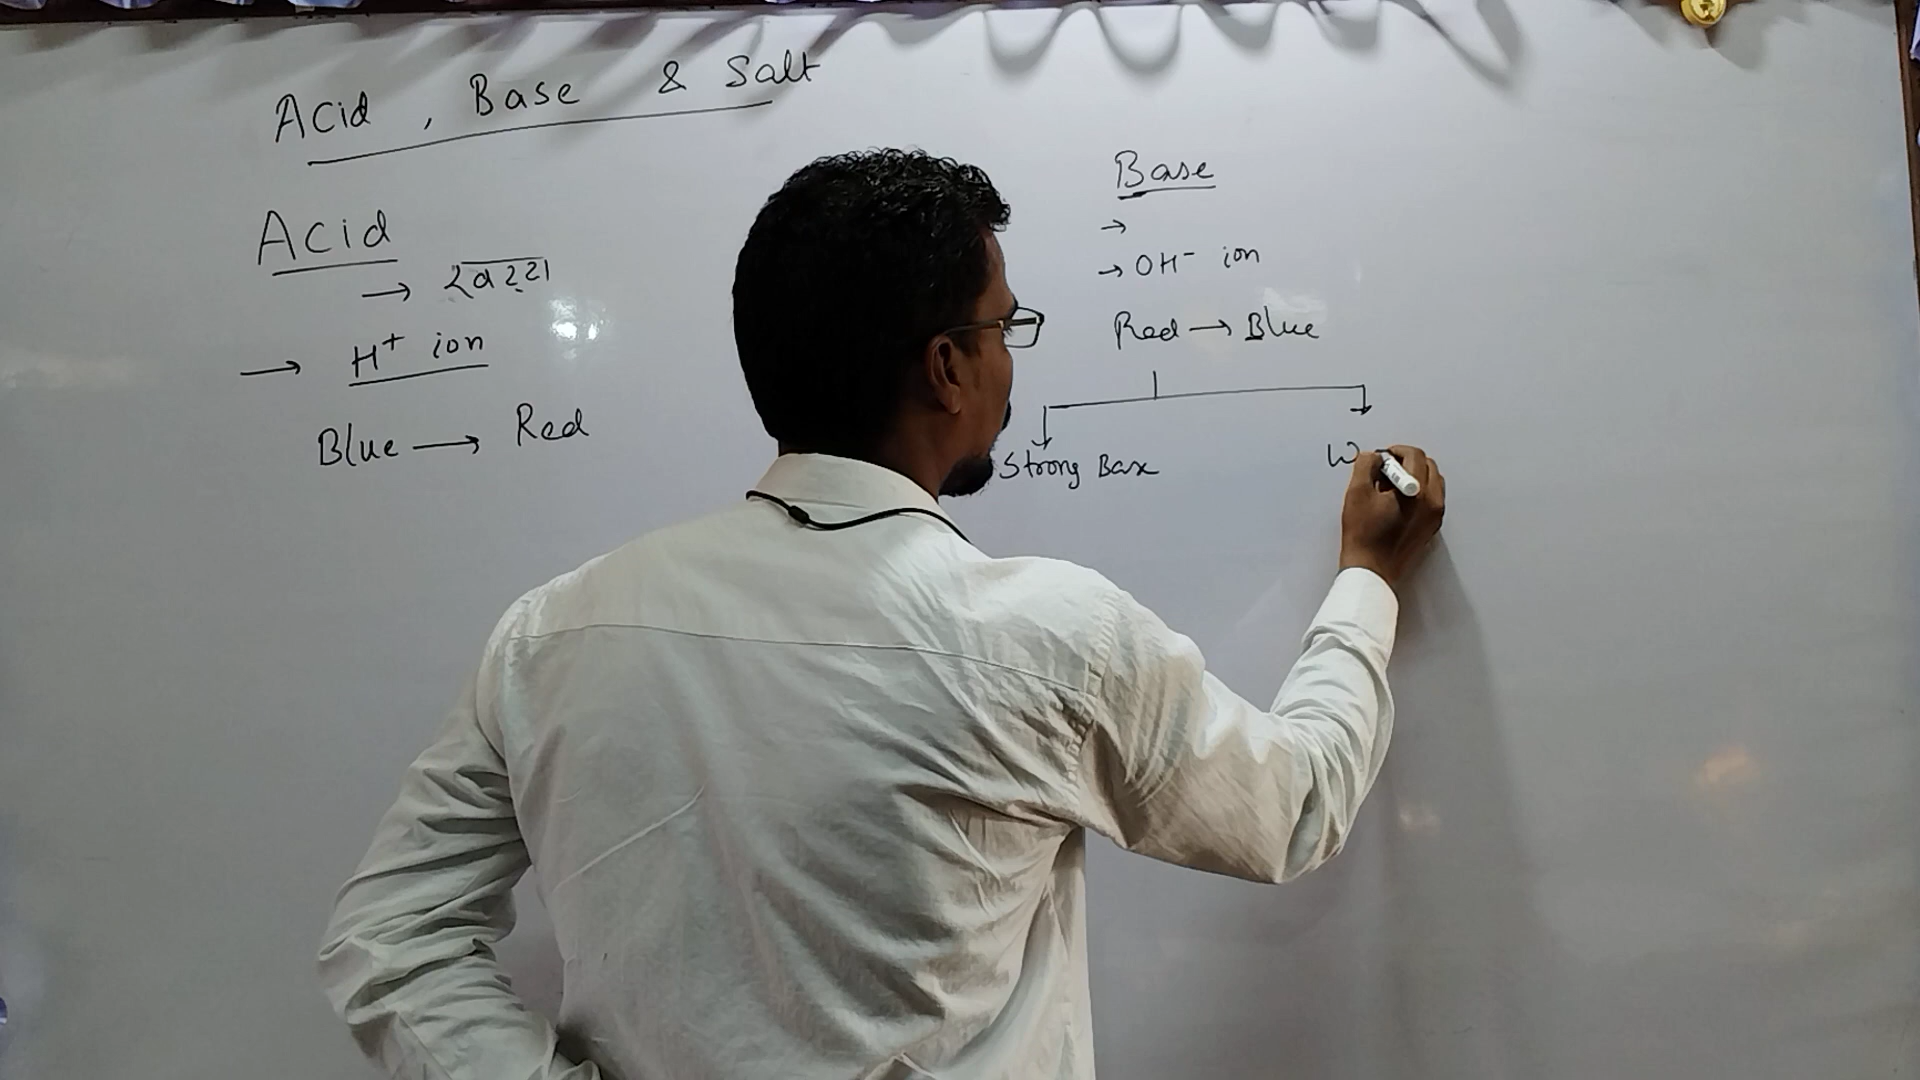 Acid, Base & Salt
Acid
→
→ H⁺ ion
Blue → Red
Base
→
→ OH⁻ ion
Red → Blue
Strong Base
W